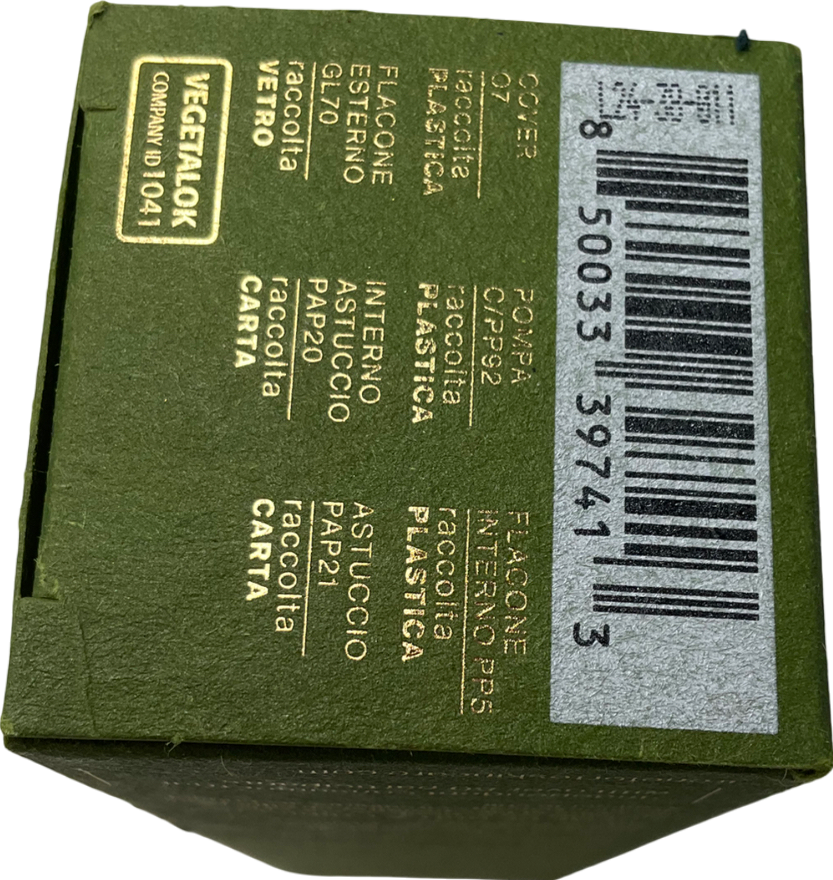 8 50033 39741 3
COVER
O7
raccolta
PLASTICA
POMPA
C/PP92
raccolta
PLASTICA
FLACONE
INTERNO PP5
raccolta
PLASTICA
FLACONE
ESTERNO
GL70
raccolta
VETRO
INTERNO
ASTUCCIO
PAP20
raccolta
CARTA
ASTUCCIO
PAP21
raccolta
CARTA
VEGETALOK
COMPANY ID 1041